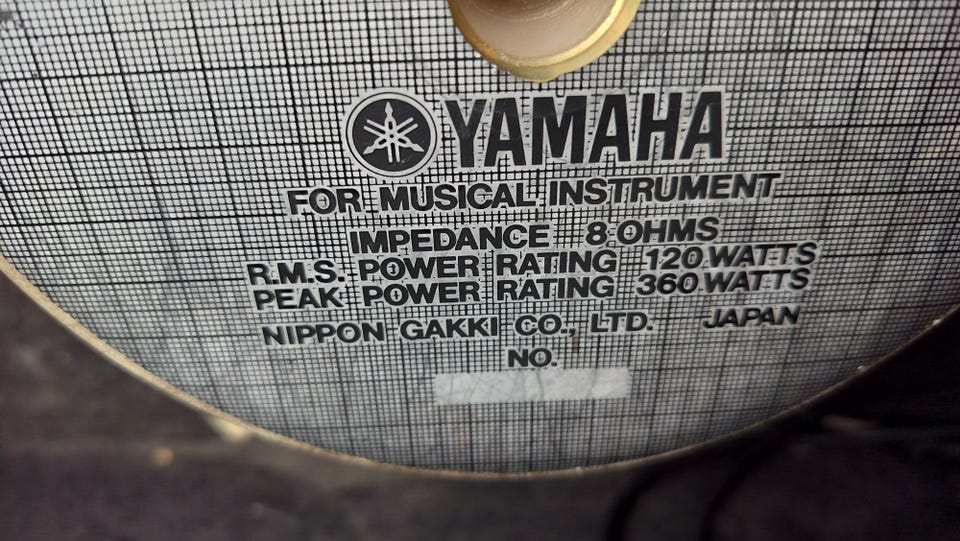 YAMAHA
FOR MUSICAL INSTRUMENT
IMPEDANCE 8 OHMS
R.M.S. POWER RATING 120 WATTS
PEAK POWER RATING 360 WATTS
NIPPON GAKKI CO., LTD. JAPAN
NO.